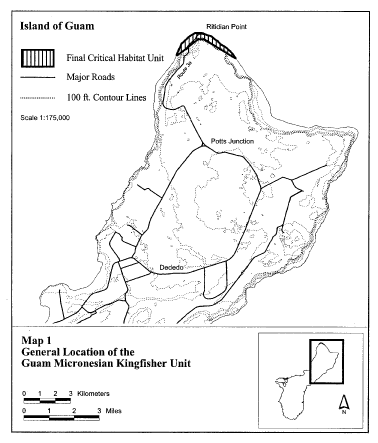 Island of Guam
Ritidian Point
Final Critical Habitat Unit
Major Roads
100 ft. Contour Lines
Scale 1:175,000
Route 3A
Potts Junction
Dededo
Map 1
General Location of the
Guam Micronesian Kingfisher Unit
0 1 2 3 Kilometers
0 1 2 3 Miles
N